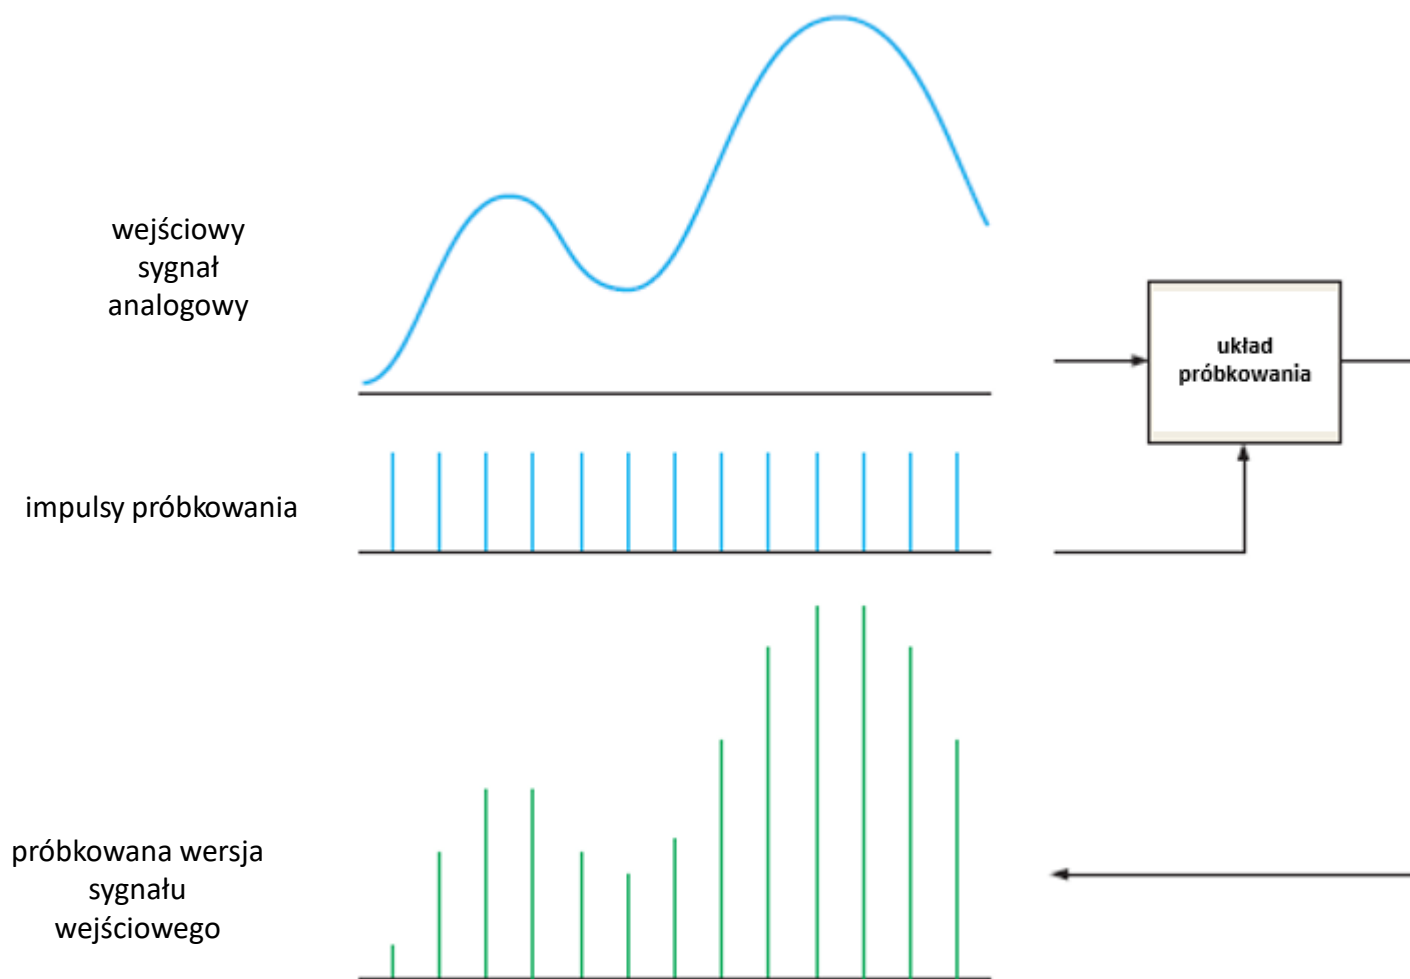 wejściowy
sygnał
analogowy
układ
próbkowania
impulsy próbkowania
próbkowana wersja
sygnału
wejściowego